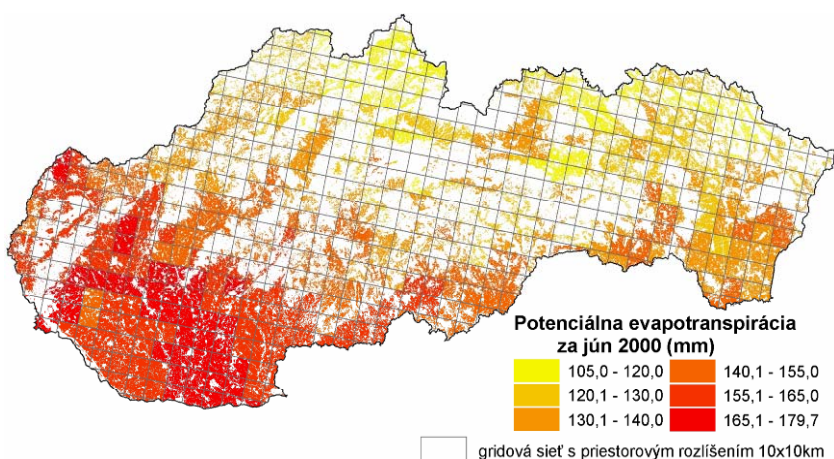 Potenciálna evapotranspirácia
za jún 2000 (mm)
105,0 - 120,0 140,1 - 155,0
120,1 - 130,0 155,1 - 165,0
130,1 - 140,0 165,1 - 179,7
gridová sieť s priestorovým rozlíšením 10x10km